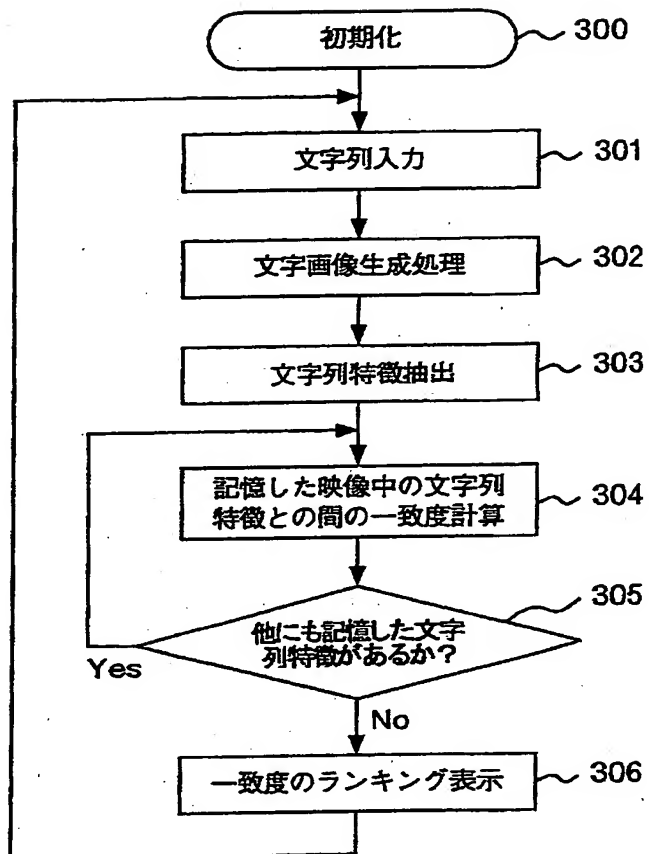 初期化
300
文字列入力
301
文字画像生成処理
302
文字列特徴抽出
303
記憶した映像中の文字列
特徴との間の一致度計算
304
他にも記憶した文字
列特徴があるか?
305
Yes
No
一致度のランキング表示
306